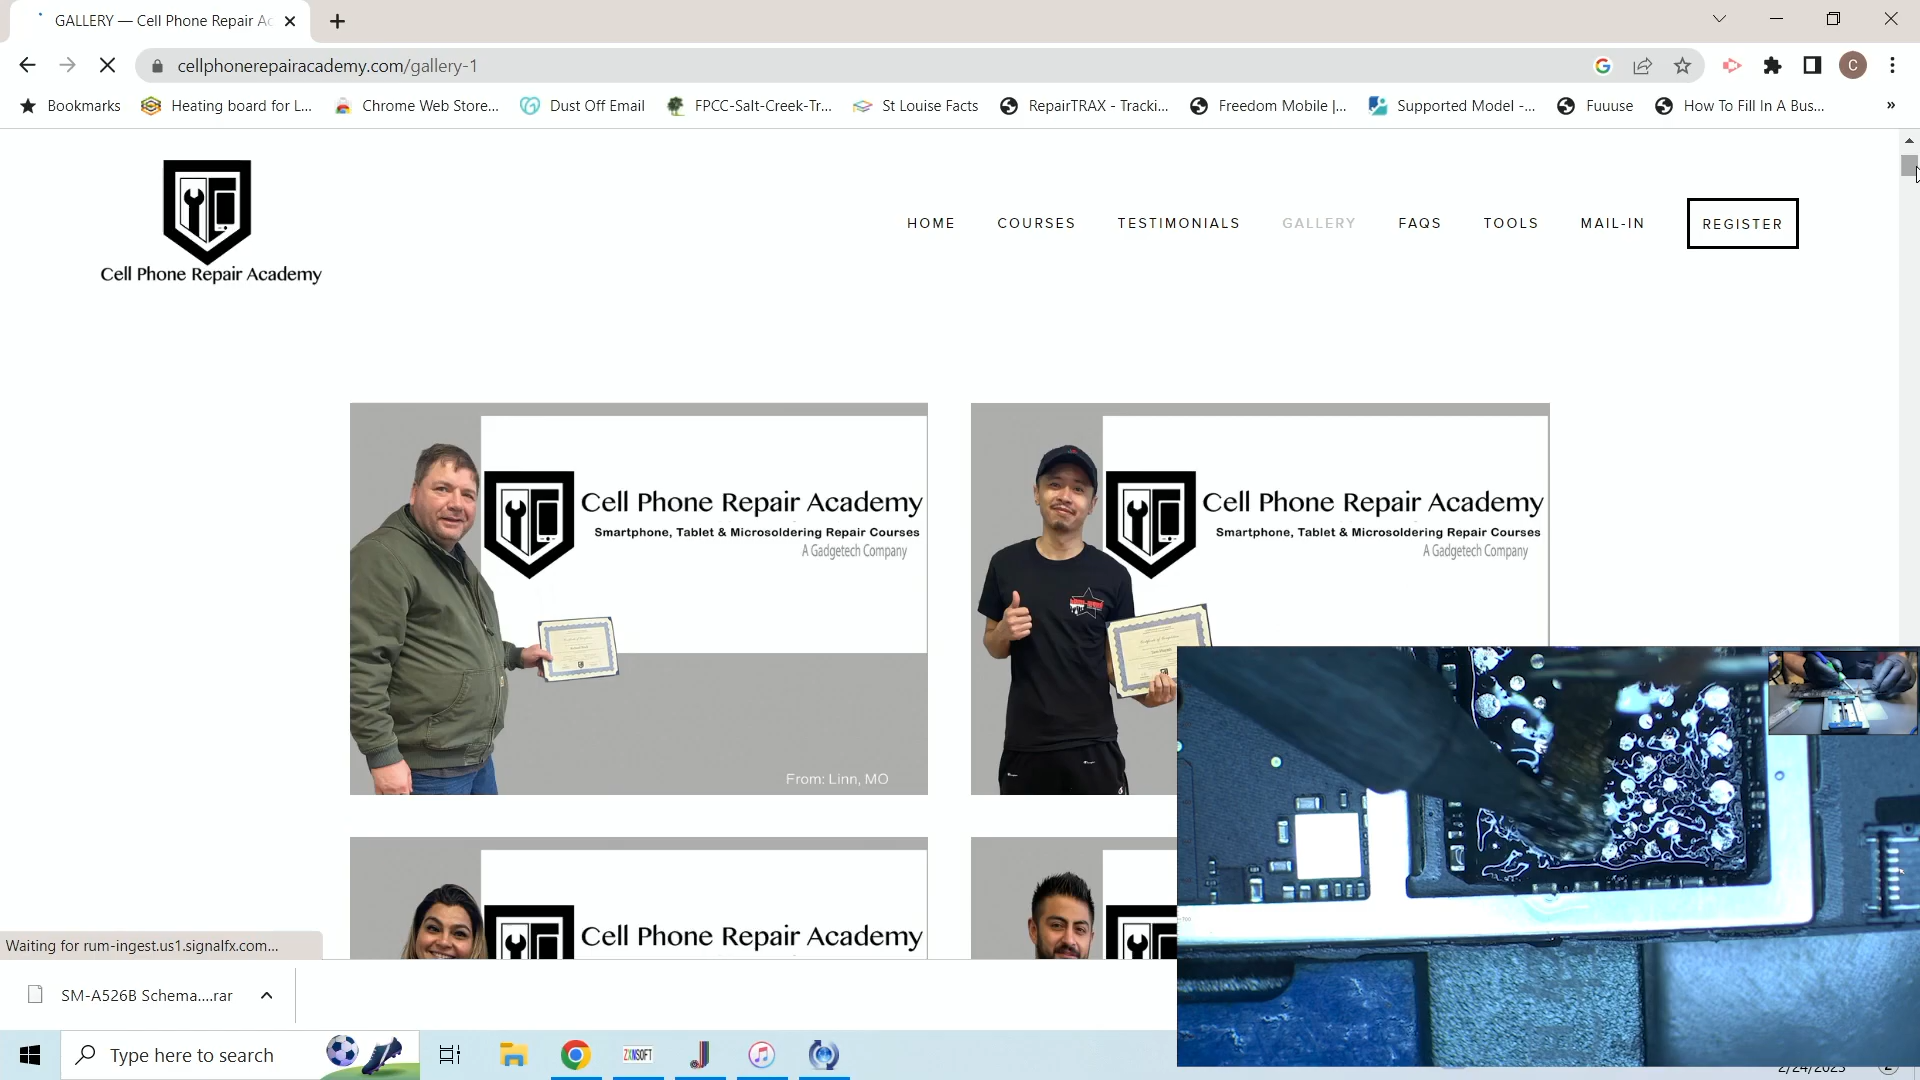 GALLERY — Cell Phone Repair Ac
cellphonerepairacademy.com/gallery-1
C
Bookmarks
Heating board for L...
Chrome Web Store...
Dust Off Email
FPCC-Salt-Creek-Tr...
St Louise Facts
RepairTRAX - Tracki...
Freedom Mobile |...
Supported Model -...
Fuuuse
How To Fill In A Bus...
»
Cell Phone Repair Academy
HOME
COURSES
TESTIMONIALS
GALLERY
FAQS
TOOLS
MAIL-IN
REGISTER
Cell Phone Repair Academy
Smartphone, Tablet & Microsoldering Repair Courses
A Gadgetech Company
From: Linn, MO
Cell Phone Repair Academy
Smartphone, Tablet & Microsoldering Repair Courses
A Gadgetech Company
Cell Phone Repair Academy
Waiting for rum-ingest.us1.signalfx.com...
SM-A526B Schema....rar
Type here to search
ZXNSOFT
2/24/2023